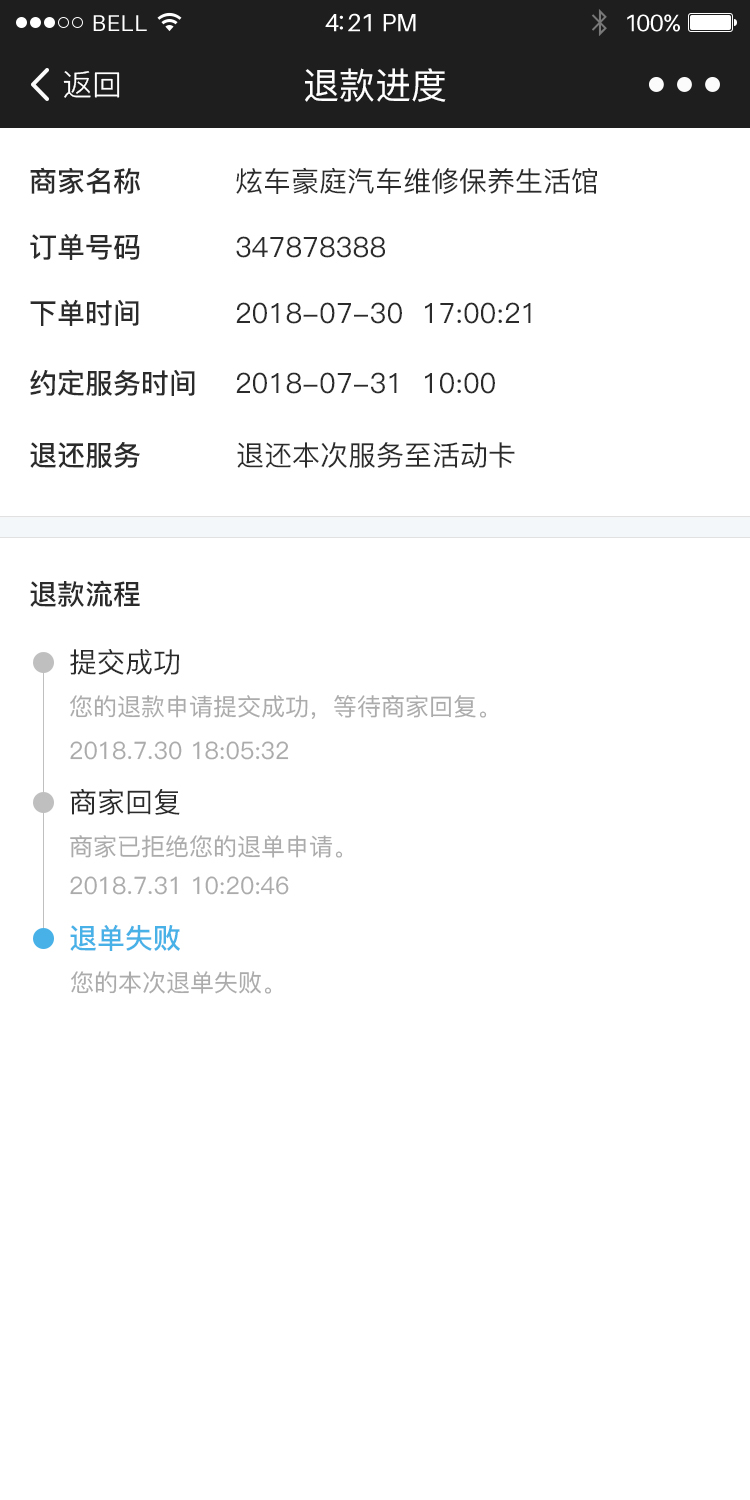 BELL 4:21 PM 100%
返回 退款进度
商家名称 炫车豪庭汽车维修保养生活馆
订单号码 347878388
下单时间 2018-07-30 17:00:21
约定服务时间 2018-07-31 10:00
退还服务 退还本次服务至活动卡
退款流程
提交成功
您的退款申请提交成功，等待商家回复。
2018.7.30 18:05:32
商家回复
商家已拒绝您的退单申请。
2018.7.31 10:20:46
退单失败
您的本次退单失败。